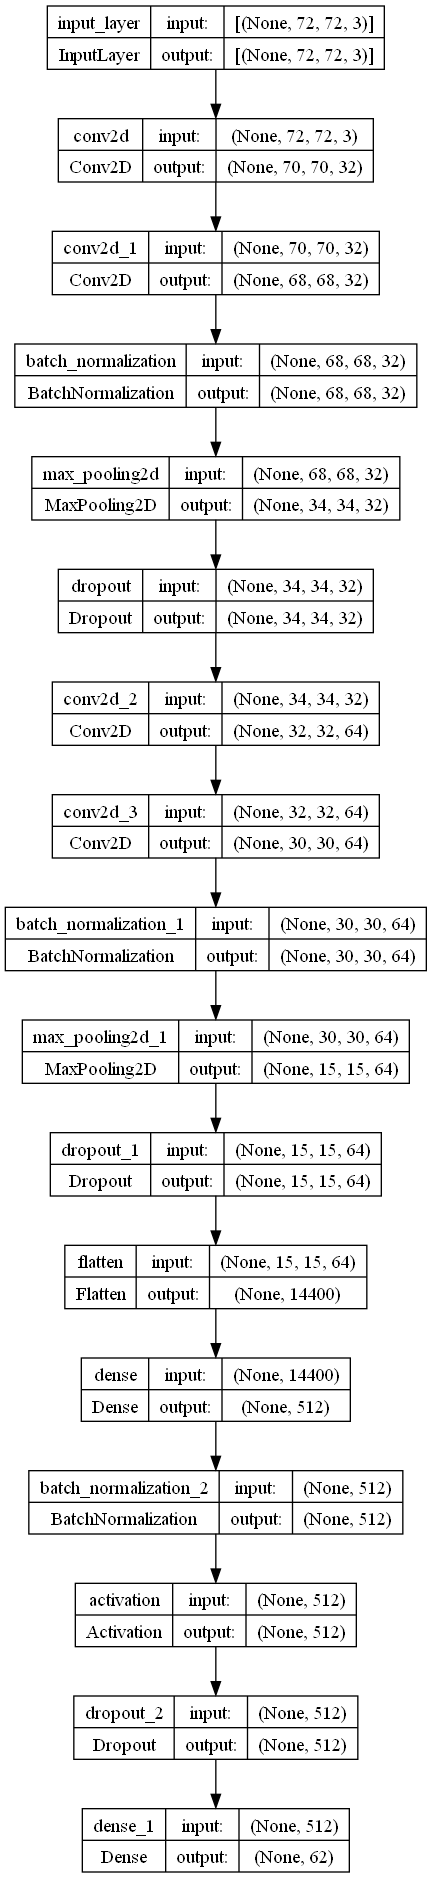 input_layer input: [(None, 72, 72, 3)]
InputLayer output: [(None, 72, 72, 3)]
conv2d input: (None, 72, 72, 3)
Conv2D output: (None, 70, 70, 32)
conv2d_1 input: (None, 70, 70, 32)
Conv2D output: (None, 68, 68, 32)
batch_normalization input: (None, 68, 68, 32)
BatchNormalization output: (None, 68, 68, 32)
max_pooling2d input: (None, 68, 68, 32)
MaxPooling2D output: (None, 34, 34, 32)
dropout input: (None, 34, 34, 32)
Dropout output: (None, 34, 34, 32)
conv2d_2 input: (None, 34, 34, 32)
Conv2D output: (None, 32, 32, 64)
conv2d_3 input: (None, 32, 32, 64)
Conv2D output: (None, 30, 30, 64)
batch_normalization_1 input: (None, 30, 30, 64)
BatchNormalization output: (None, 30, 30, 64)
max_pooling2d_1 input: (None, 30, 30, 64)
MaxPooling2D output: (None, 15, 15, 64)
dropout_1 input: (None, 15, 15, 64)
Dropout output: (None, 15, 15, 64)
flatten input: (None, 15, 15, 64)
Flatten output: (None, 14400)
dense input: (None, 14400)
Dense output: (None, 512)
batch_normalization_2 input: (None, 512)
BatchNormalization output: (None, 512)
activation input: (None, 512)
Activation output: (None, 512)
dropout_2 input: (None, 512)
Dropout output: (None, 512)
dense_1 input: (None, 512)
Dense output: (None, 62)